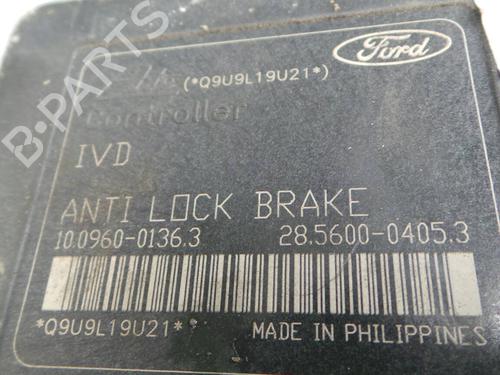 Ford
(*Q9U9L19U21*)
Controller
IVD
ANTI LOCK BRAKE
10.0960-0136.3 28.5600-0405.3
*Q9U9L19U21* MADE IN PHILIPPINES
B-PARTS